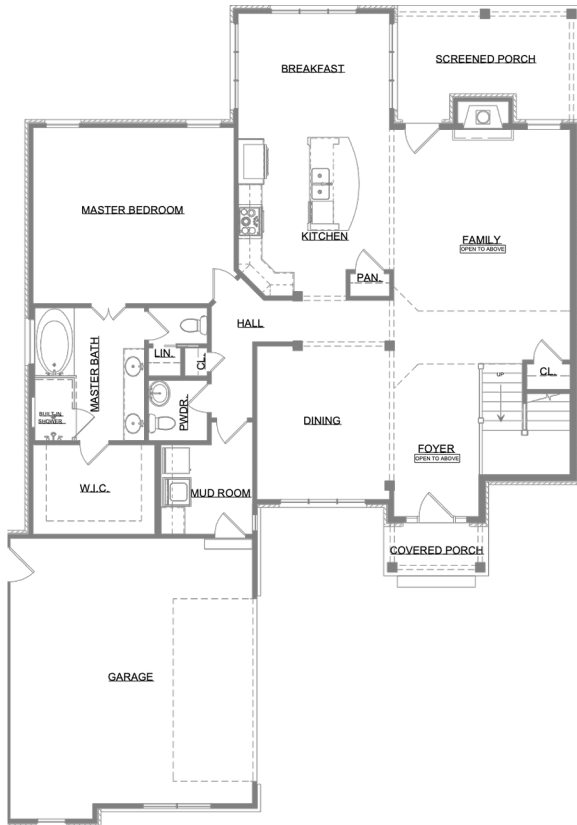 BREAKFAST
SCREENED PORCH
MASTER BEDROOM
KITCHEN
FAMILY
OPEN TO ABOVE
PAN.
HALL
LIN.
CL.
MASTER BATH
CL.
UP
BUILT-IN
SHOWER
PWDR.
DINING
FOYER
OPEN TO ABOVE
W.I.C.
MUD ROOM
COVERED PORCH
GARAGE